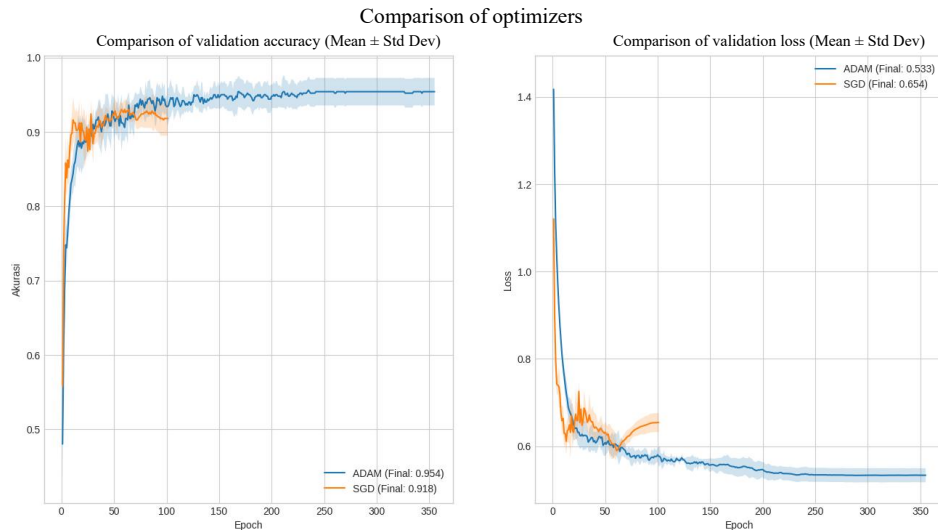 Comparison of optimizers
Comparison of validation accuracy (Mean ± Std Dev)
1.0
0.9
0.8
0.7
0.6
0.5
Akurasi
0 50 100 150 200 250 300 350
Epoch
ADAM (Final: 0.954)
SGD (Final: 0.918)
Comparison of validation loss (Mean ± Std Dev)
ADAM (Final: 0.533)
SGD (Final: 0.654)
1.4
1.2
1.0
0.8
0.6
Loss
0 50 100 150 200 250 300 350
Epoch